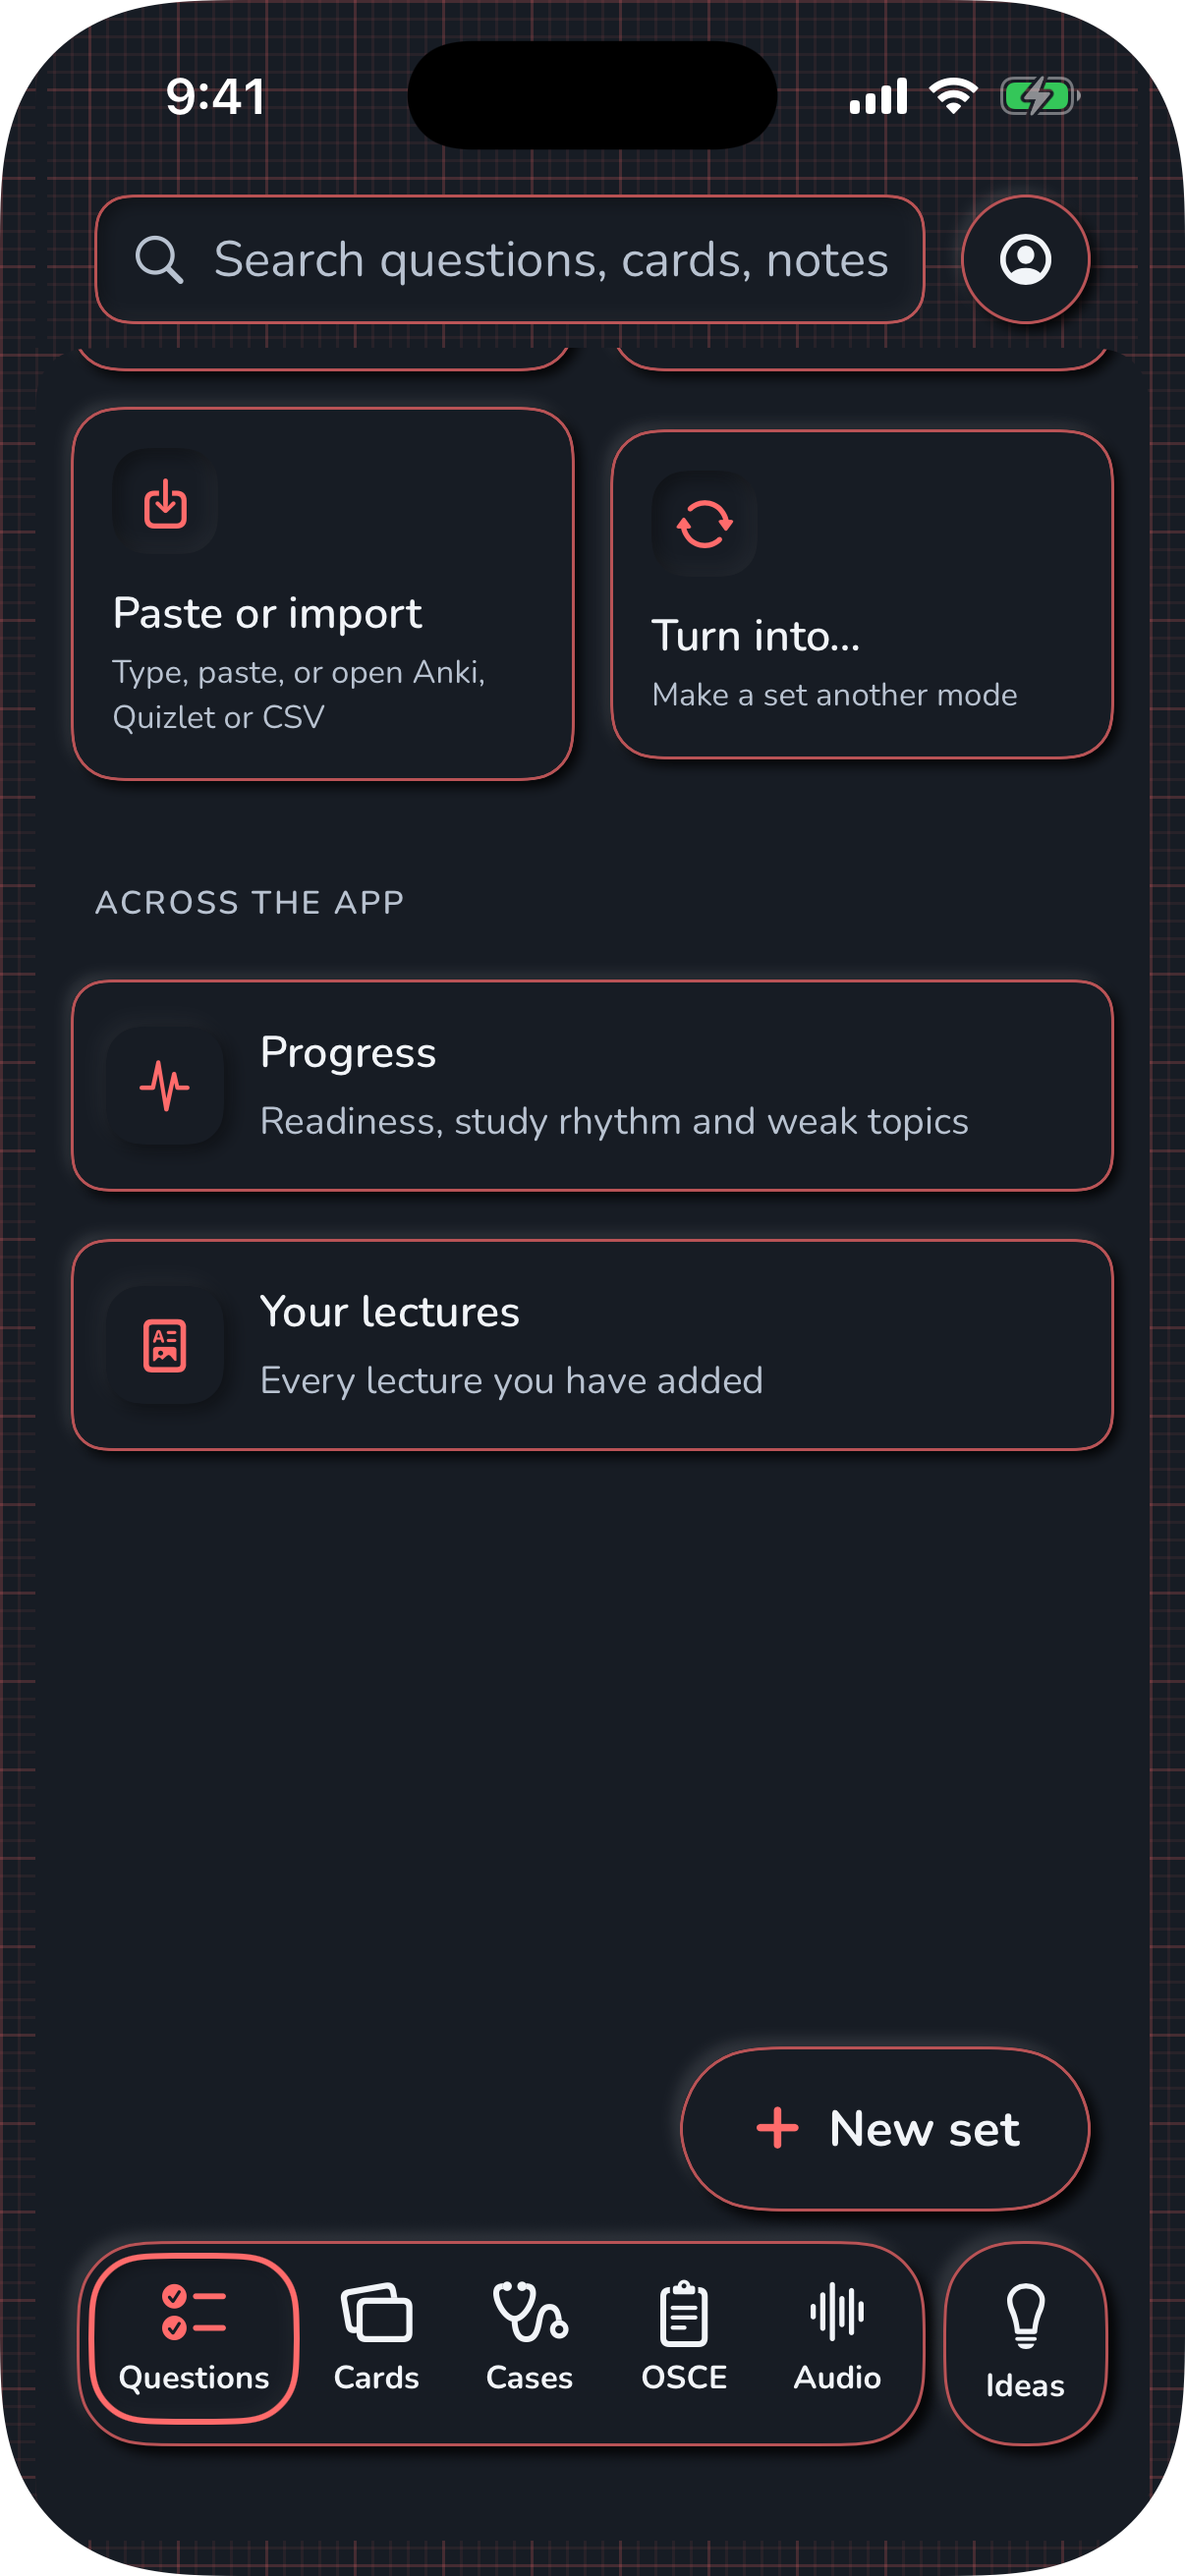 9:41
Search questions, cards, notes
Paste or import
Type, paste, or open Anki,
Quizlet or CSV
Turn into...
Make a set another mode
ACROSS THE APP
Progress
Readiness, study rhythm and weak topics
Your lectures
Every lecture you have added
New set
Questions
Cards
Cases
OSCE
Audio
Ideas